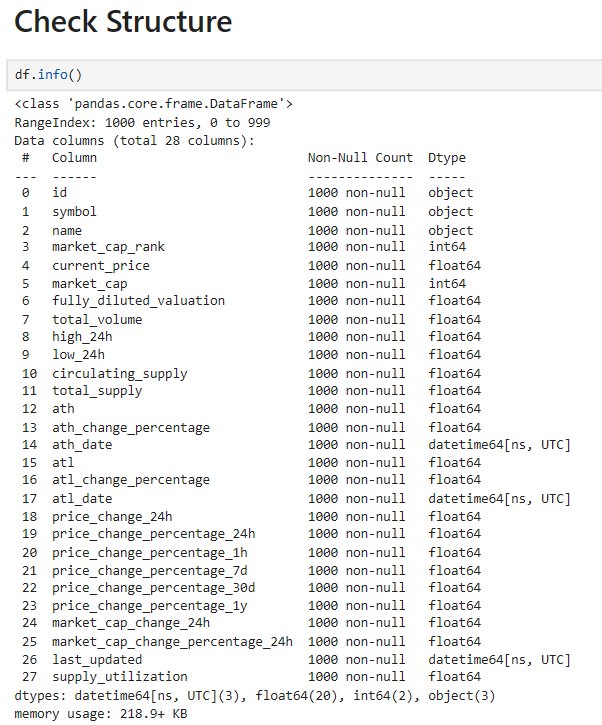 Check Structure
df.info()
<class 'pandas.core.frame.DataFrame'>
RangeIndex: 1000 entries, 0 to 999
Data columns (total 28 columns):
 #   Column                       Non-Null Count  Dtype
---  ------                       --------------  -----
 0   id                           1000 non-null   object
 1   symbol                       1000 non-null   object
 2   name                         1000 non-null   object
 3   market_cap_rank              1000 non-null   int64
 4   current_price                1000 non-null   float64
 5   market_cap                   1000 non-null   int64
 6   fully_diluted_valuation      1000 non-null   float64
 7   total_volume                 1000 non-null   float64
 8   high_24h                     1000 non-null   float64
 9   low_24h                      1000 non-null   float64
 10  circulating_supply           1000 non-null   float64
 11  total_supply                 1000 non-null   float64
 12  ath                          1000 non-null   float64
 13  ath_change_percentage        1000 non-null   float64
 14  ath_date                     1000 non-null   datetime64[ns, UTC]
 15  atl                          1000 non-null   float64
 16  atl_change_percentage        1000 non-null   float64
 17  atl_date                     1000 non-null   datetime64[ns, UTC]
 18  price_change_24h             1000 non-null   float64
 19  price_change_percentage_24h  1000 non-null   float64
 20  price_change_percentage_1h   1000 non-null   float64
 21  price_change_percentage_7d   1000 non-null   float64
 22  price_change_percentage_30d  1000 non-null   float64
 23  price_change_percentage_1y   1000 non-null   float64
 24  market_cap_change_24h        1000 non-null   float64
 25  market_cap_change_percentage_24h  1000 non-null   float64
 26  last_updated                 1000 non-null   datetime64[ns, UTC]
 27  supply_utilization           1000 non-null   float64
dtypes: datetime64[ns, UTC](3), float64(20), int64(2), object(3)
memory usage: 218.9+ KB